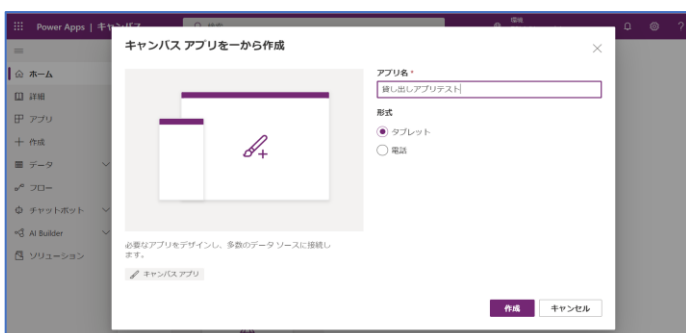 Power Apps | キャンバス
検索
環境
?
キャンバス アプリを一から作成
アプリ名 *
貸し出しアプリテスト
形式
タブレット
電話
必要なアプリをデザインし、多数のデータ ソースに接続し
ます。
キャンバス アプリ
作成
キャンセル
ホーム
詳細
アプリ
作成
データ
フロー
チャットボット
AI Builder
ソリューション